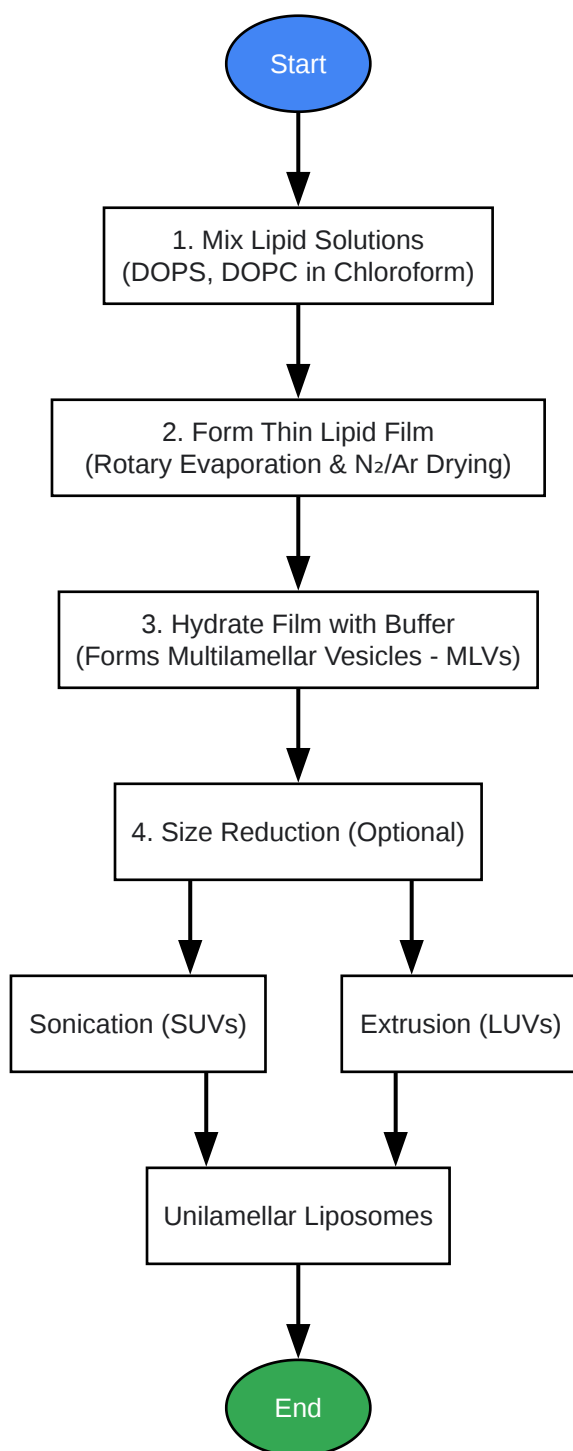 Start
1. Mix Lipid Solutions
(DOPS, DOPC in Chloroform)
2. Form Thin Lipid Film
(Rotary Evaporation & N₂/Ar Drying)
3. Hydrate Film with Buffer
(Forms Multilamellar Vesicles - MLVs)
4. Size Reduction (Optional)
Sonication (SUVs)
Extrusion (LUVs)
Unilamellar Liposomes
End